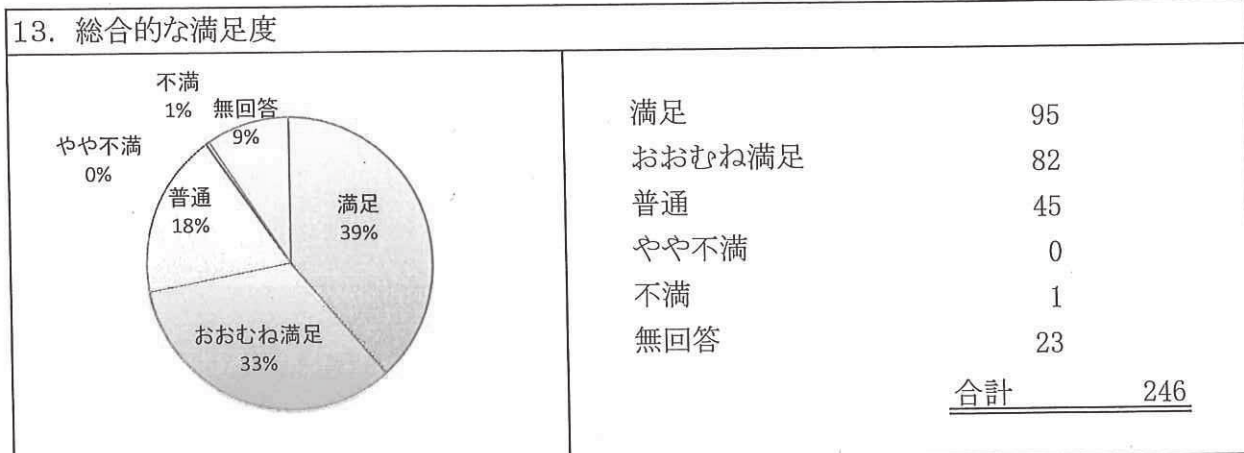 13. 総合的な満足度
不満
1%
無回答
9%
やや不満
0%
普通
18%
満足
39%
おおむね満足
33%
満足 95
おおむね満足 82
普通 45
やや不満 0
不満 1
無回答 23
合計 246